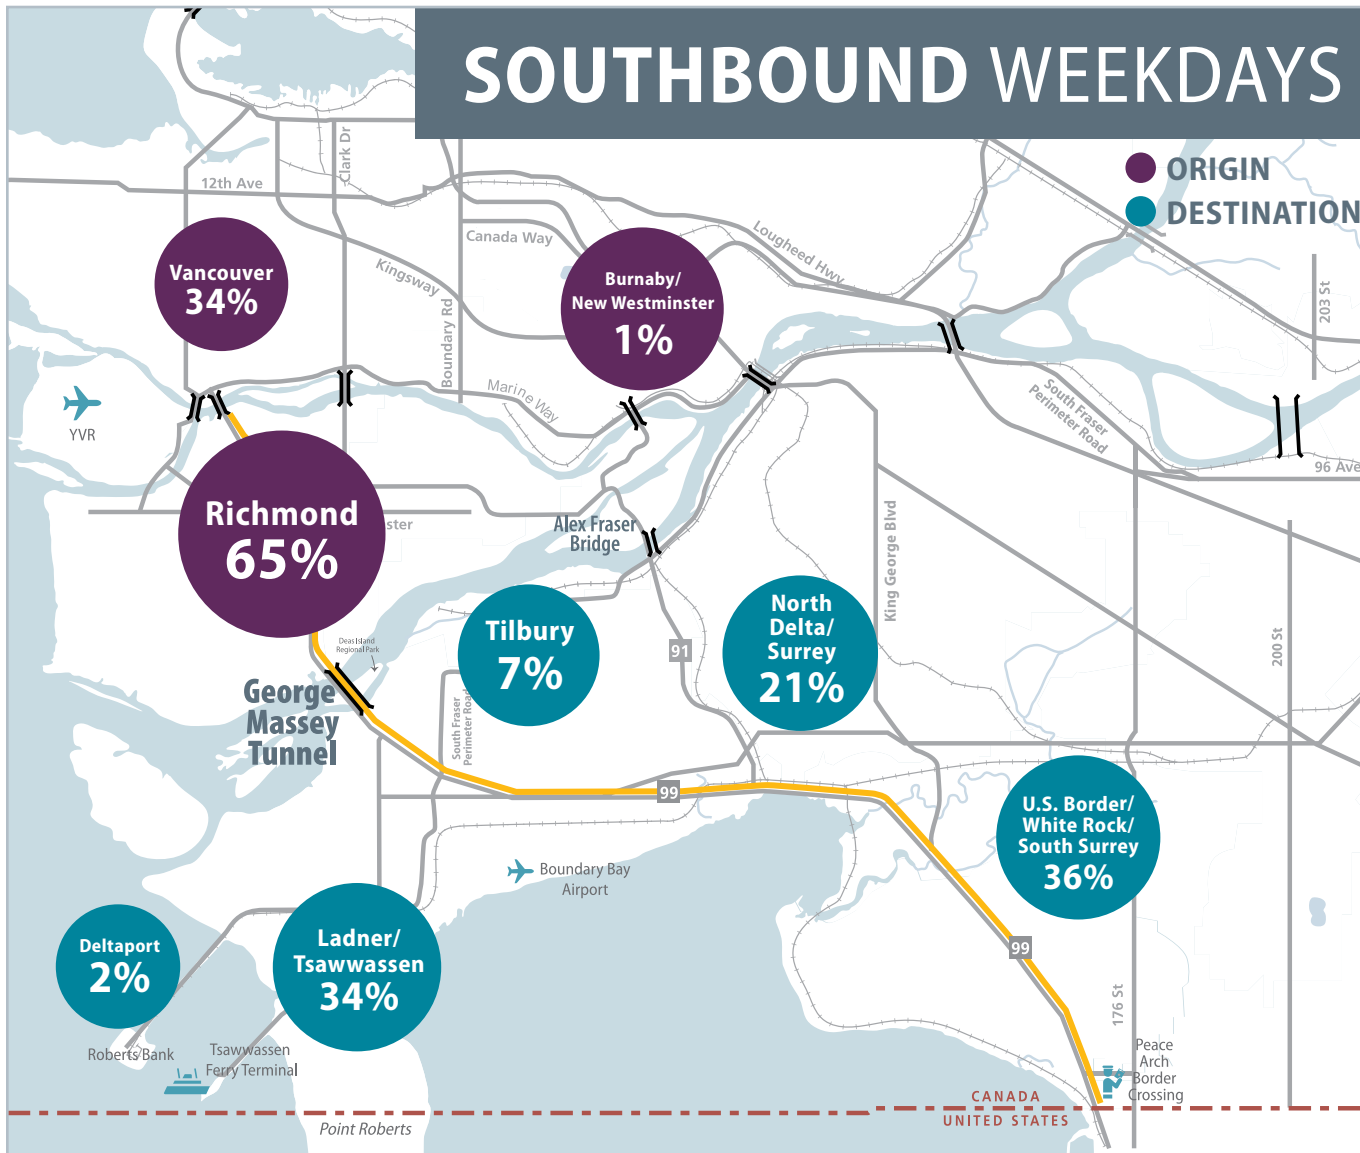 SOUTHBOUND WEEKDAYS
ORIGIN
DESTINATION
Clark Dr
12th Ave
Canada Way
Kingsway
Boundary Rd
Lougheed Hwy
203 St
Vancouver
34%
Burnaby/
New Westminster
1%
YVR
Marine Way
South Fraser
Perimeter Road
96 Ave
Richmond
65%
ster
Alex Fraser
Bridge
King George Blvd
North
Delta/
Surrey
21%
Tilbury
7%
91
200 St
Deas Island
Regional Park
George
Massey
Tunnel
South Fraser
Perimeter Road
99
U.S. Border/
White Rock/
South Surrey
36%
Boundary Bay
Airport
Deltaport
2%
Ladner/
Tsawwassen
34%
99
176 St
Roberts Bank
Tsawwassen
Ferry Terminal
Peace
Arch
Border
Crossing
CANADA
UNITED STATES
Point Roberts